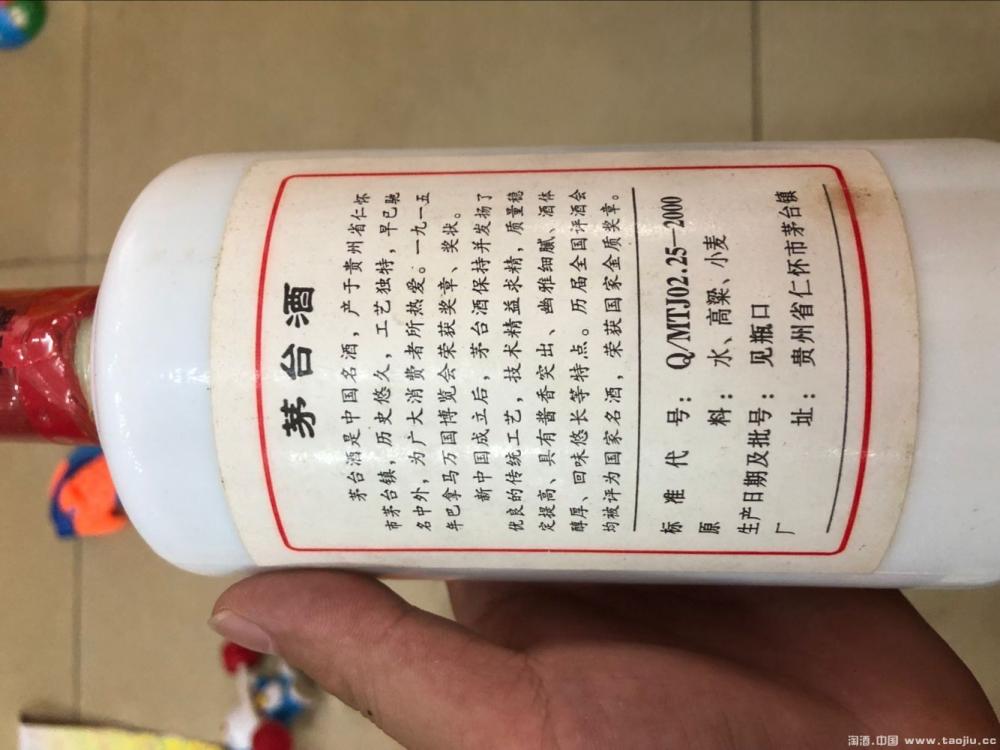 茅台酒
茅台酒是中国名酒，产于贵州省仁怀
市茅台镇，历史悠久，工艺独特，早已驰
名中外，为广大消费者所热爱。一九一五
年巴拿马万国博览会荣获奖章、奖状。
新中国成立后，茅台酒保持并发扬了
优良的传统工艺，技术精益求精，质量稳
定提高、具有酱香突出、幽雅细腻、酒体
醇厚、回味悠长等特点。历届全国评酒会
均被评为国家名酒，荣获国家金质奖章。
标准代号：Q/MTJ02.25—2000
原料：水、高粱、小麦
生产日期及批号：见瓶口
厂址：贵州省仁怀市茅台镇
淘酒.中国 www.taojiu.cc